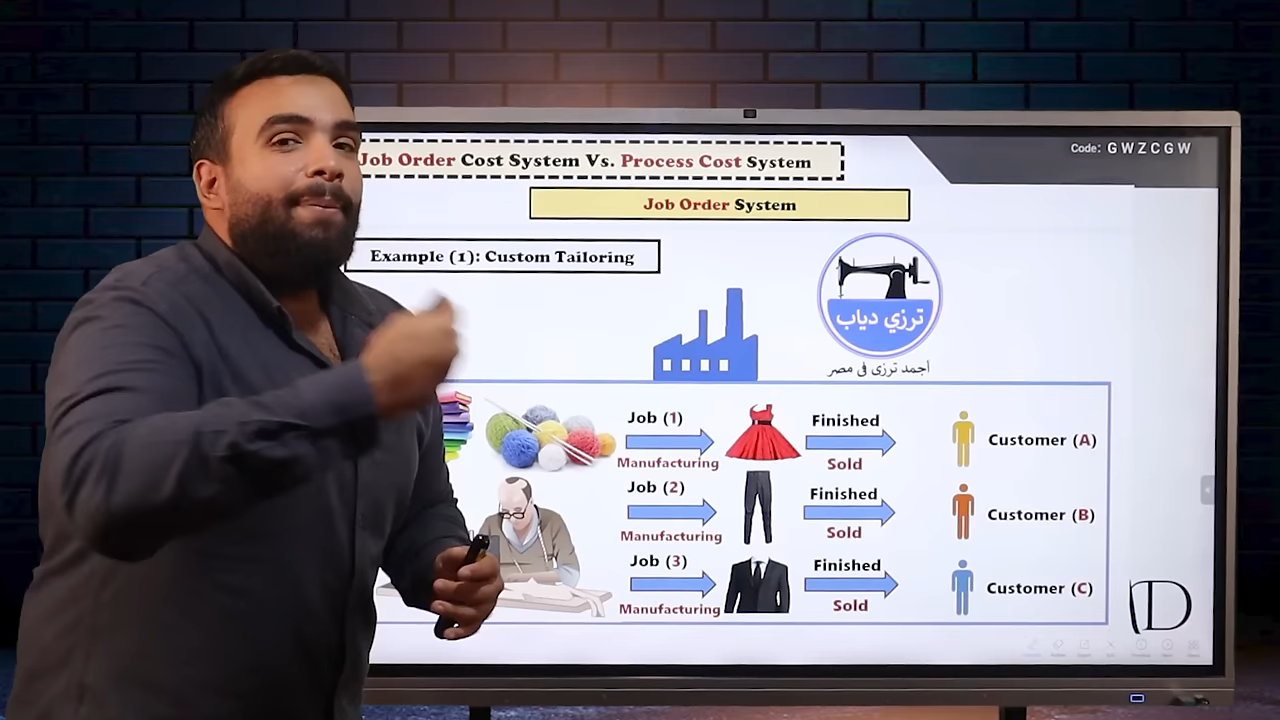 Job Order Cost System Vs. Process Cost System
Code: GWZCGW
Job Order System
Example (1): Custom Tailoring
ترزي دياب
أجمد ترزى فى مصر
Job (1)
Manufacturing
Finished
Sold
Customer (A)
Job (2)
Manufacturing
Finished
Sold
Customer (B)
Job (3)
Manufacturing
Finished
Sold
Customer (C)
D